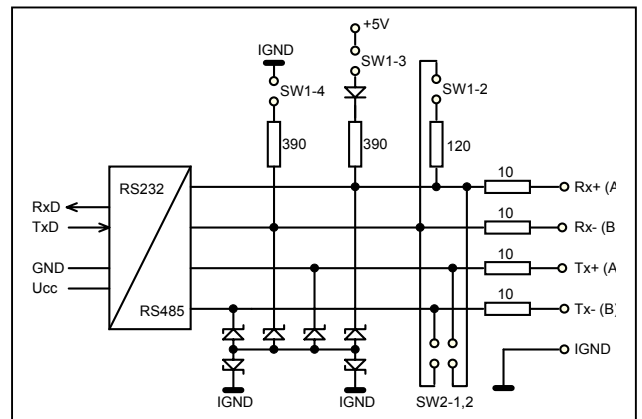 +5V
IGND
SW1-3
SW1-4
SW1-2
390
390
120
RS232
10
Rx+ (A
RxD
10
TxD
Rx- (B
10
GND
Tx+ (A
Ucc
10
RS485
Tx- (B)
IGND
IGND
IGND
SW2-1,2